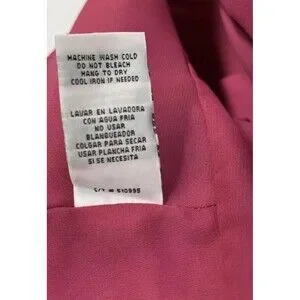 MACHINE WASH COLD
DO NOT BLEACH
HANG TO DRY
COOL IRON IF NEEDED
LAVAR EN LAVADORA
CON AGUA FRIA
NO USAR
BLANQUEADOR
COLGAR PARA SECAR
USAR PLANCHA FRIA
SI SE NECESITA
C/T # 510995